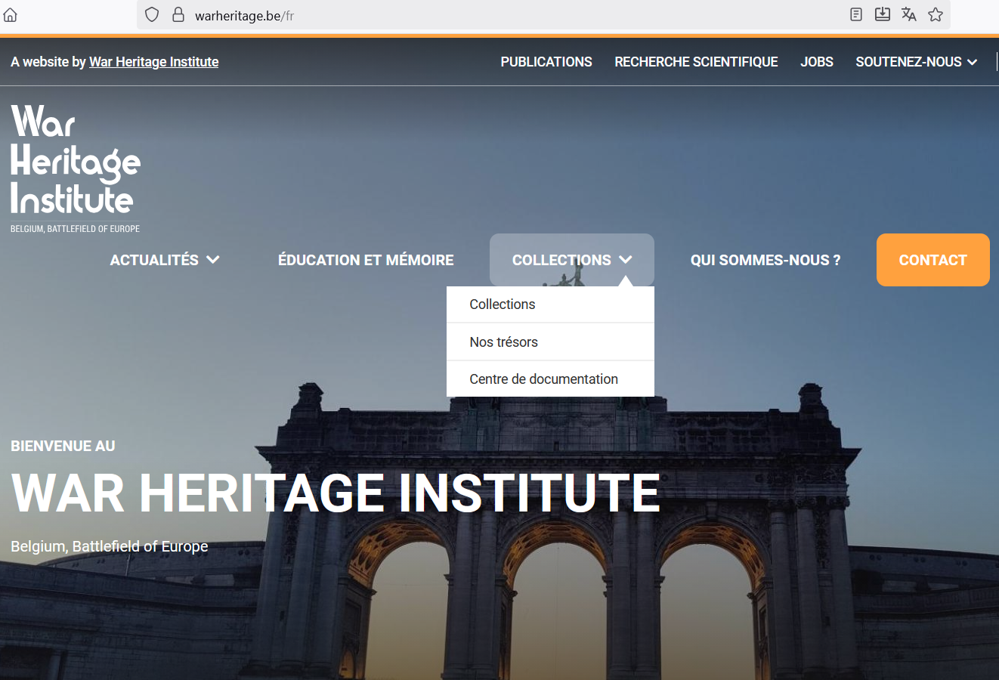 warheritage.be/fr
A website by War Heritage Institute
PUBLICATIONS RECHERCHE SCIENTIFIQUE JOBS SOUTENEZ-NOUS
War
Heritage
Institute
BELGIUM, BATTLEFIELD OF EUROPE
ACTUALITÉS ÉDUCATION ET MÉMOIRE COLLECTIONS QUI SOMMES-NOUS ? CONTACT
Collections
Nos trésors
Centre de documentation
BIENVENUE AU
WAR HERITAGE INSTITUTE
Belgium, Battlefield of Europe